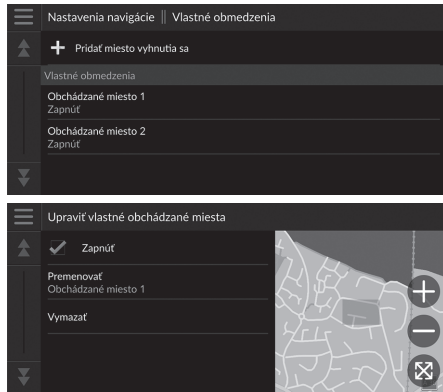 Nastavenia navigácie || Vlastné obmedzenia
Pridať miesto vyhnutia sa
Vlastné obmedzenia
Obchádzané miesto 1
Zapnúť
Obchádzané miesto 2
Zapnúť
Upraviť vlastné obchádzané miesta
Zapnúť
Premenovať
Obchádzané miesto 1
Vymazať